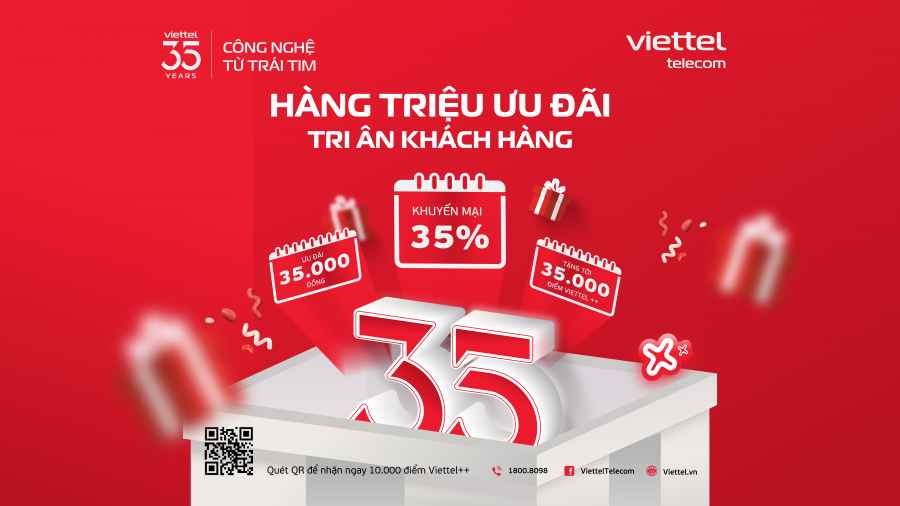 viettel
35
YEARS
CÔNG NGHỆ
TỪ TRÁI TIM
viettel
telecom
HÀNG TRIỆU ƯU ĐÃI
TRI ÂN KHÁCH HÀNG
KHUYẾN MẠI
35%
ƯU ĐÃI
35.000
ĐỒNG
TẶNG TỚI
35.000
ĐIỂM VIETTEL ++
35
Quét QR để nhận ngay 10.000 điểm Viettel++
1800.8098
ViettelTelecom
Viettel.vn